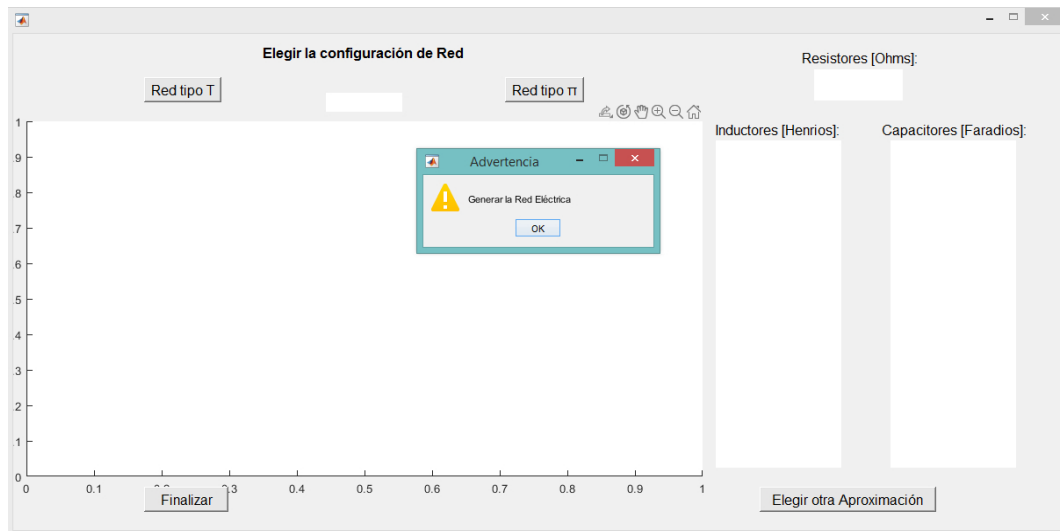 Elegir la configuración de Red
Resistores [Ohms]:
Red tipo T
Red tipo π
Inductores [Henrios]:
Capacitores [Faradios]:
Advertencia
Generar la Red Eléctrica
OK
1
.9
.8
.7
.6
.5
.4
.3
.2
.1
0
0 0.1 0.3 0.4 0.5 0.6 0.7 0.8 0.9 1
Finalizar
Elegir otra Aproximación